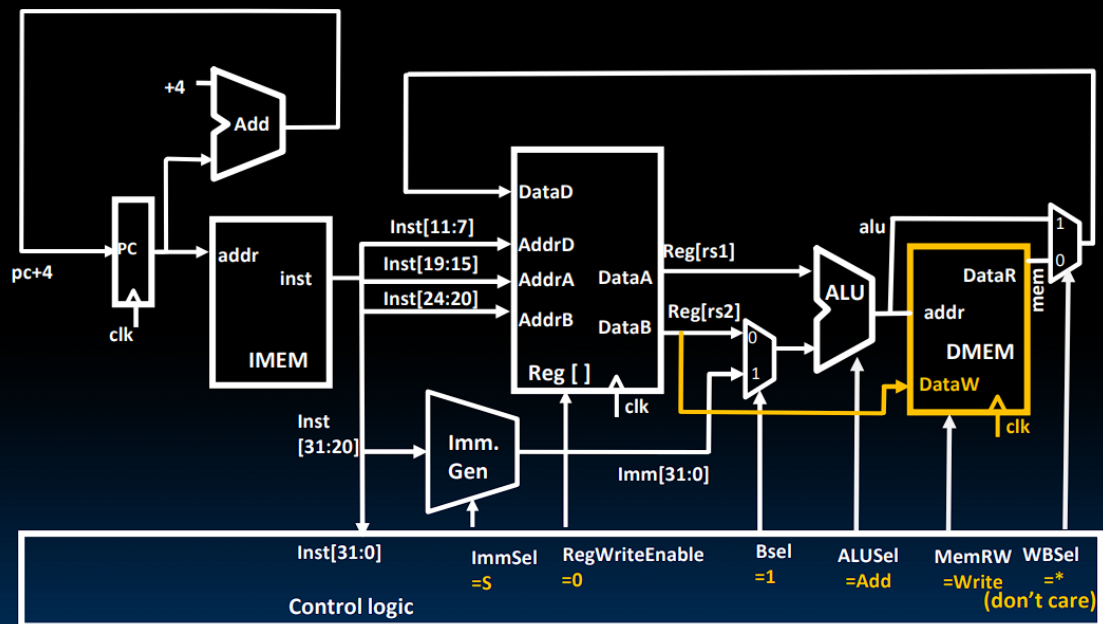 +4
Add
DataD
Inst[11:7]
alu
1
PC
addr
AddrD
Reg[rs1]
0
pc+4
inst
Inst[19:15]
AddrA
DataA
ALU
DataR
mem
Inst[24:20]
AddrB
Reg[rs2]
addr
clk
DataB
0
DMEM
IMEM
Reg [ ]
1
DataW
clk
clk
Inst
[31:20]
Imm.
Gen
Imm[31:0]
Inst[31:0]
ImmSel
=S
RegWriteEnable
=0
Bsel
=1
ALUSel
=Add
MemRW
=Write
WBSel
=*
(don’t care)
Control logic